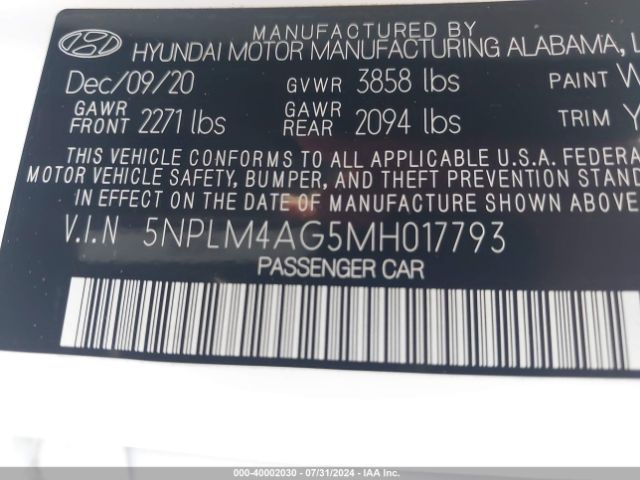 MANUFACTURED BY
HYUNDAI MOTOR MANUFACTURING ALABAMA,
Dec/09/20 GVWR 3858 lbs PAINT
GAWR FRONT 2271 lbs GAWR REAR 2094 lbs TRIM
THIS VEHICLE CONFORMS TO ALL APPLICABLE U.S.A. FEDERA
MOTOR VEHICLE SAFETY, BUMPER, AND THEFT PREVENTION STAND
IN EFFECT ON THE DATE OF MANUFACTURE SHOWN ABOVE
V.I.N 5NPLM4AG5MH017793
PASSENGER CAR
000-40002030 - 07/31/2024 - IAA Inc.